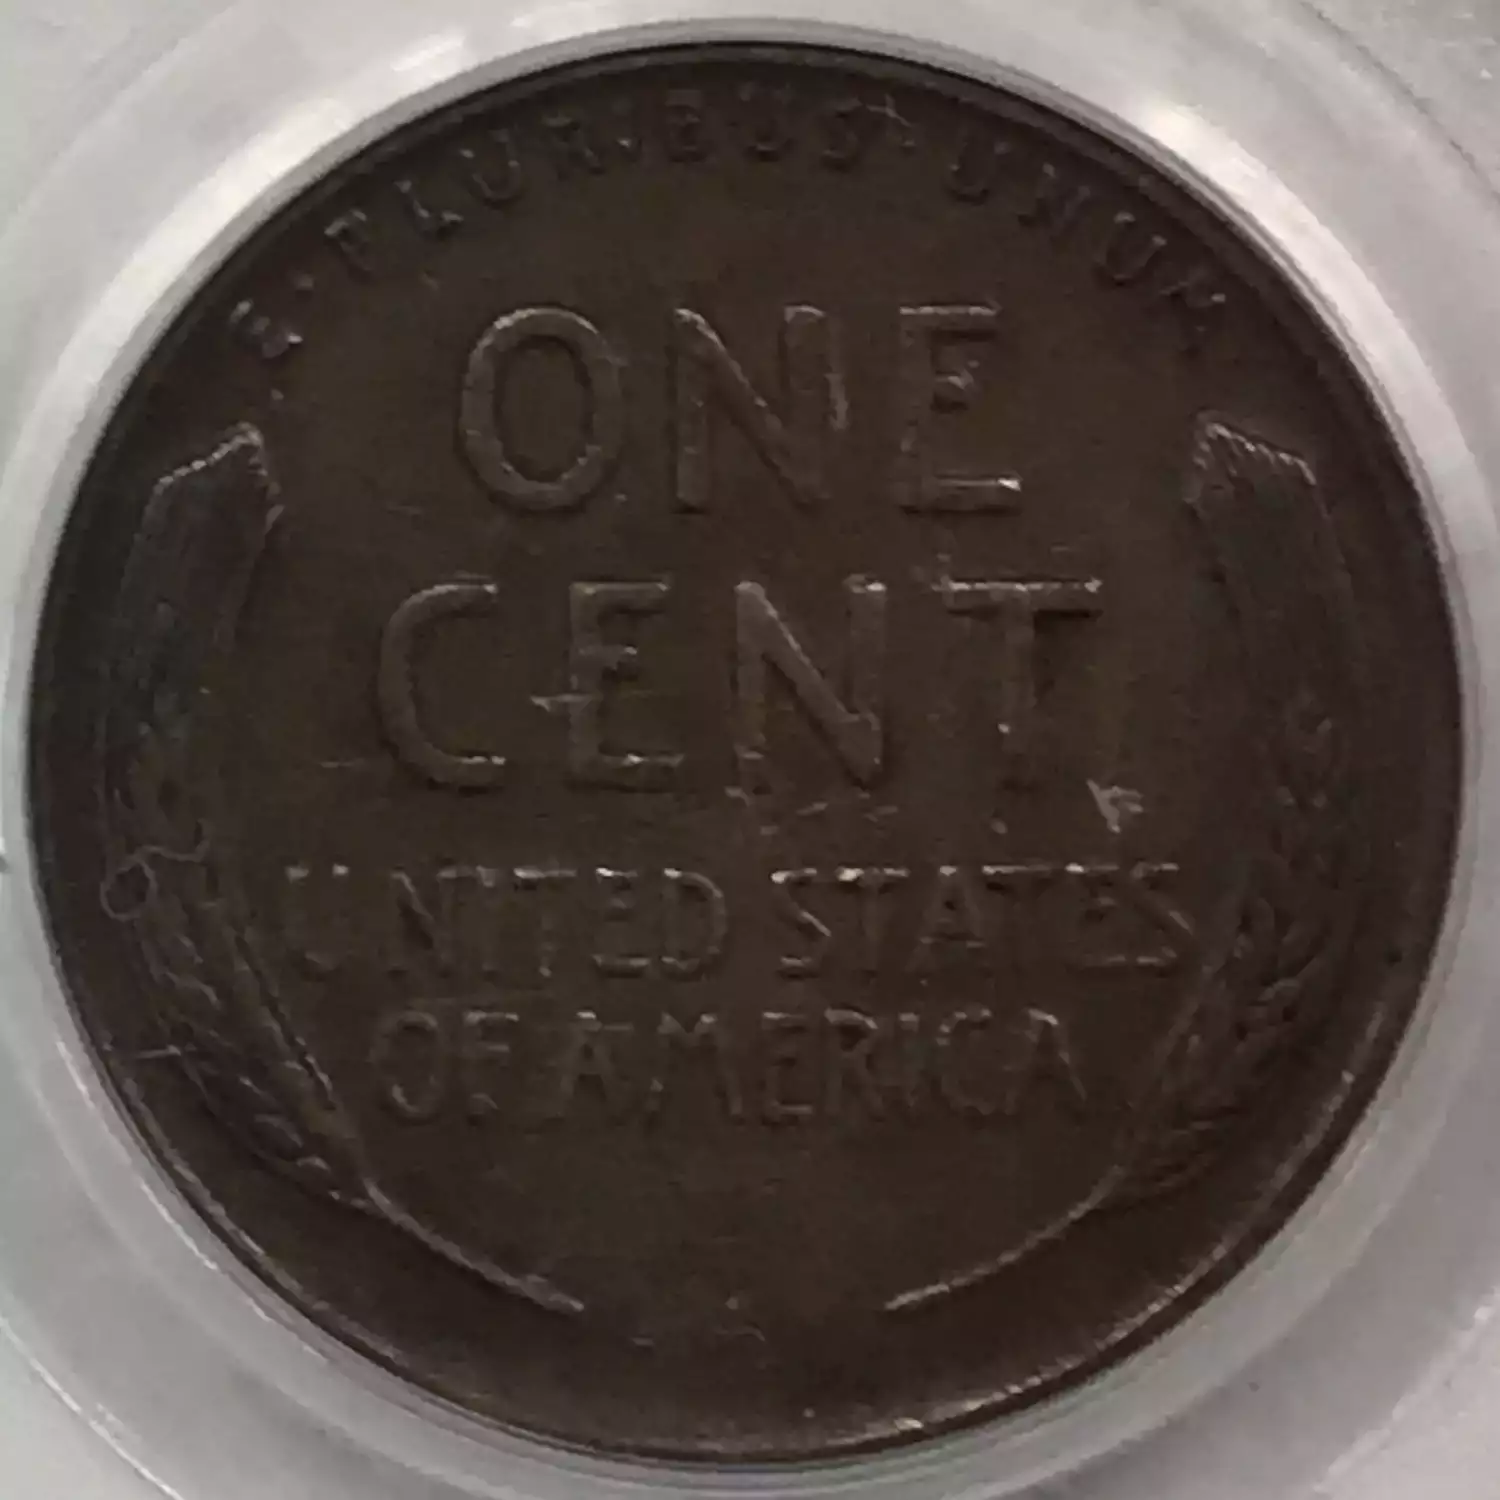 E · PLURIBUS · UNUM
ONE
CENT
UNITED STATES
OF AMERICA